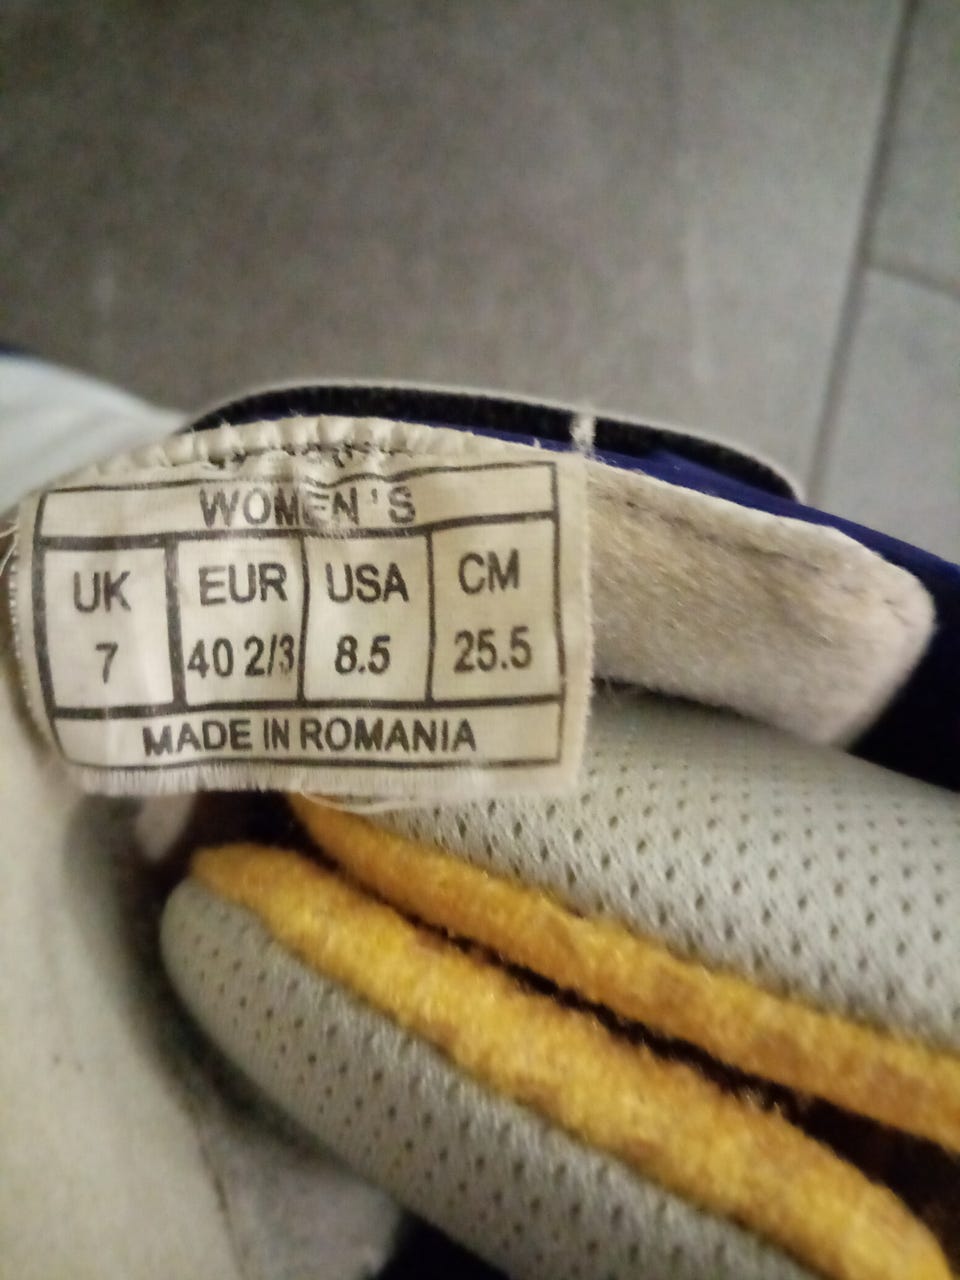 WOMEN'S
UK EUR USA CM
7 40 2/3 8.5 25.5
MADE IN ROMANIA